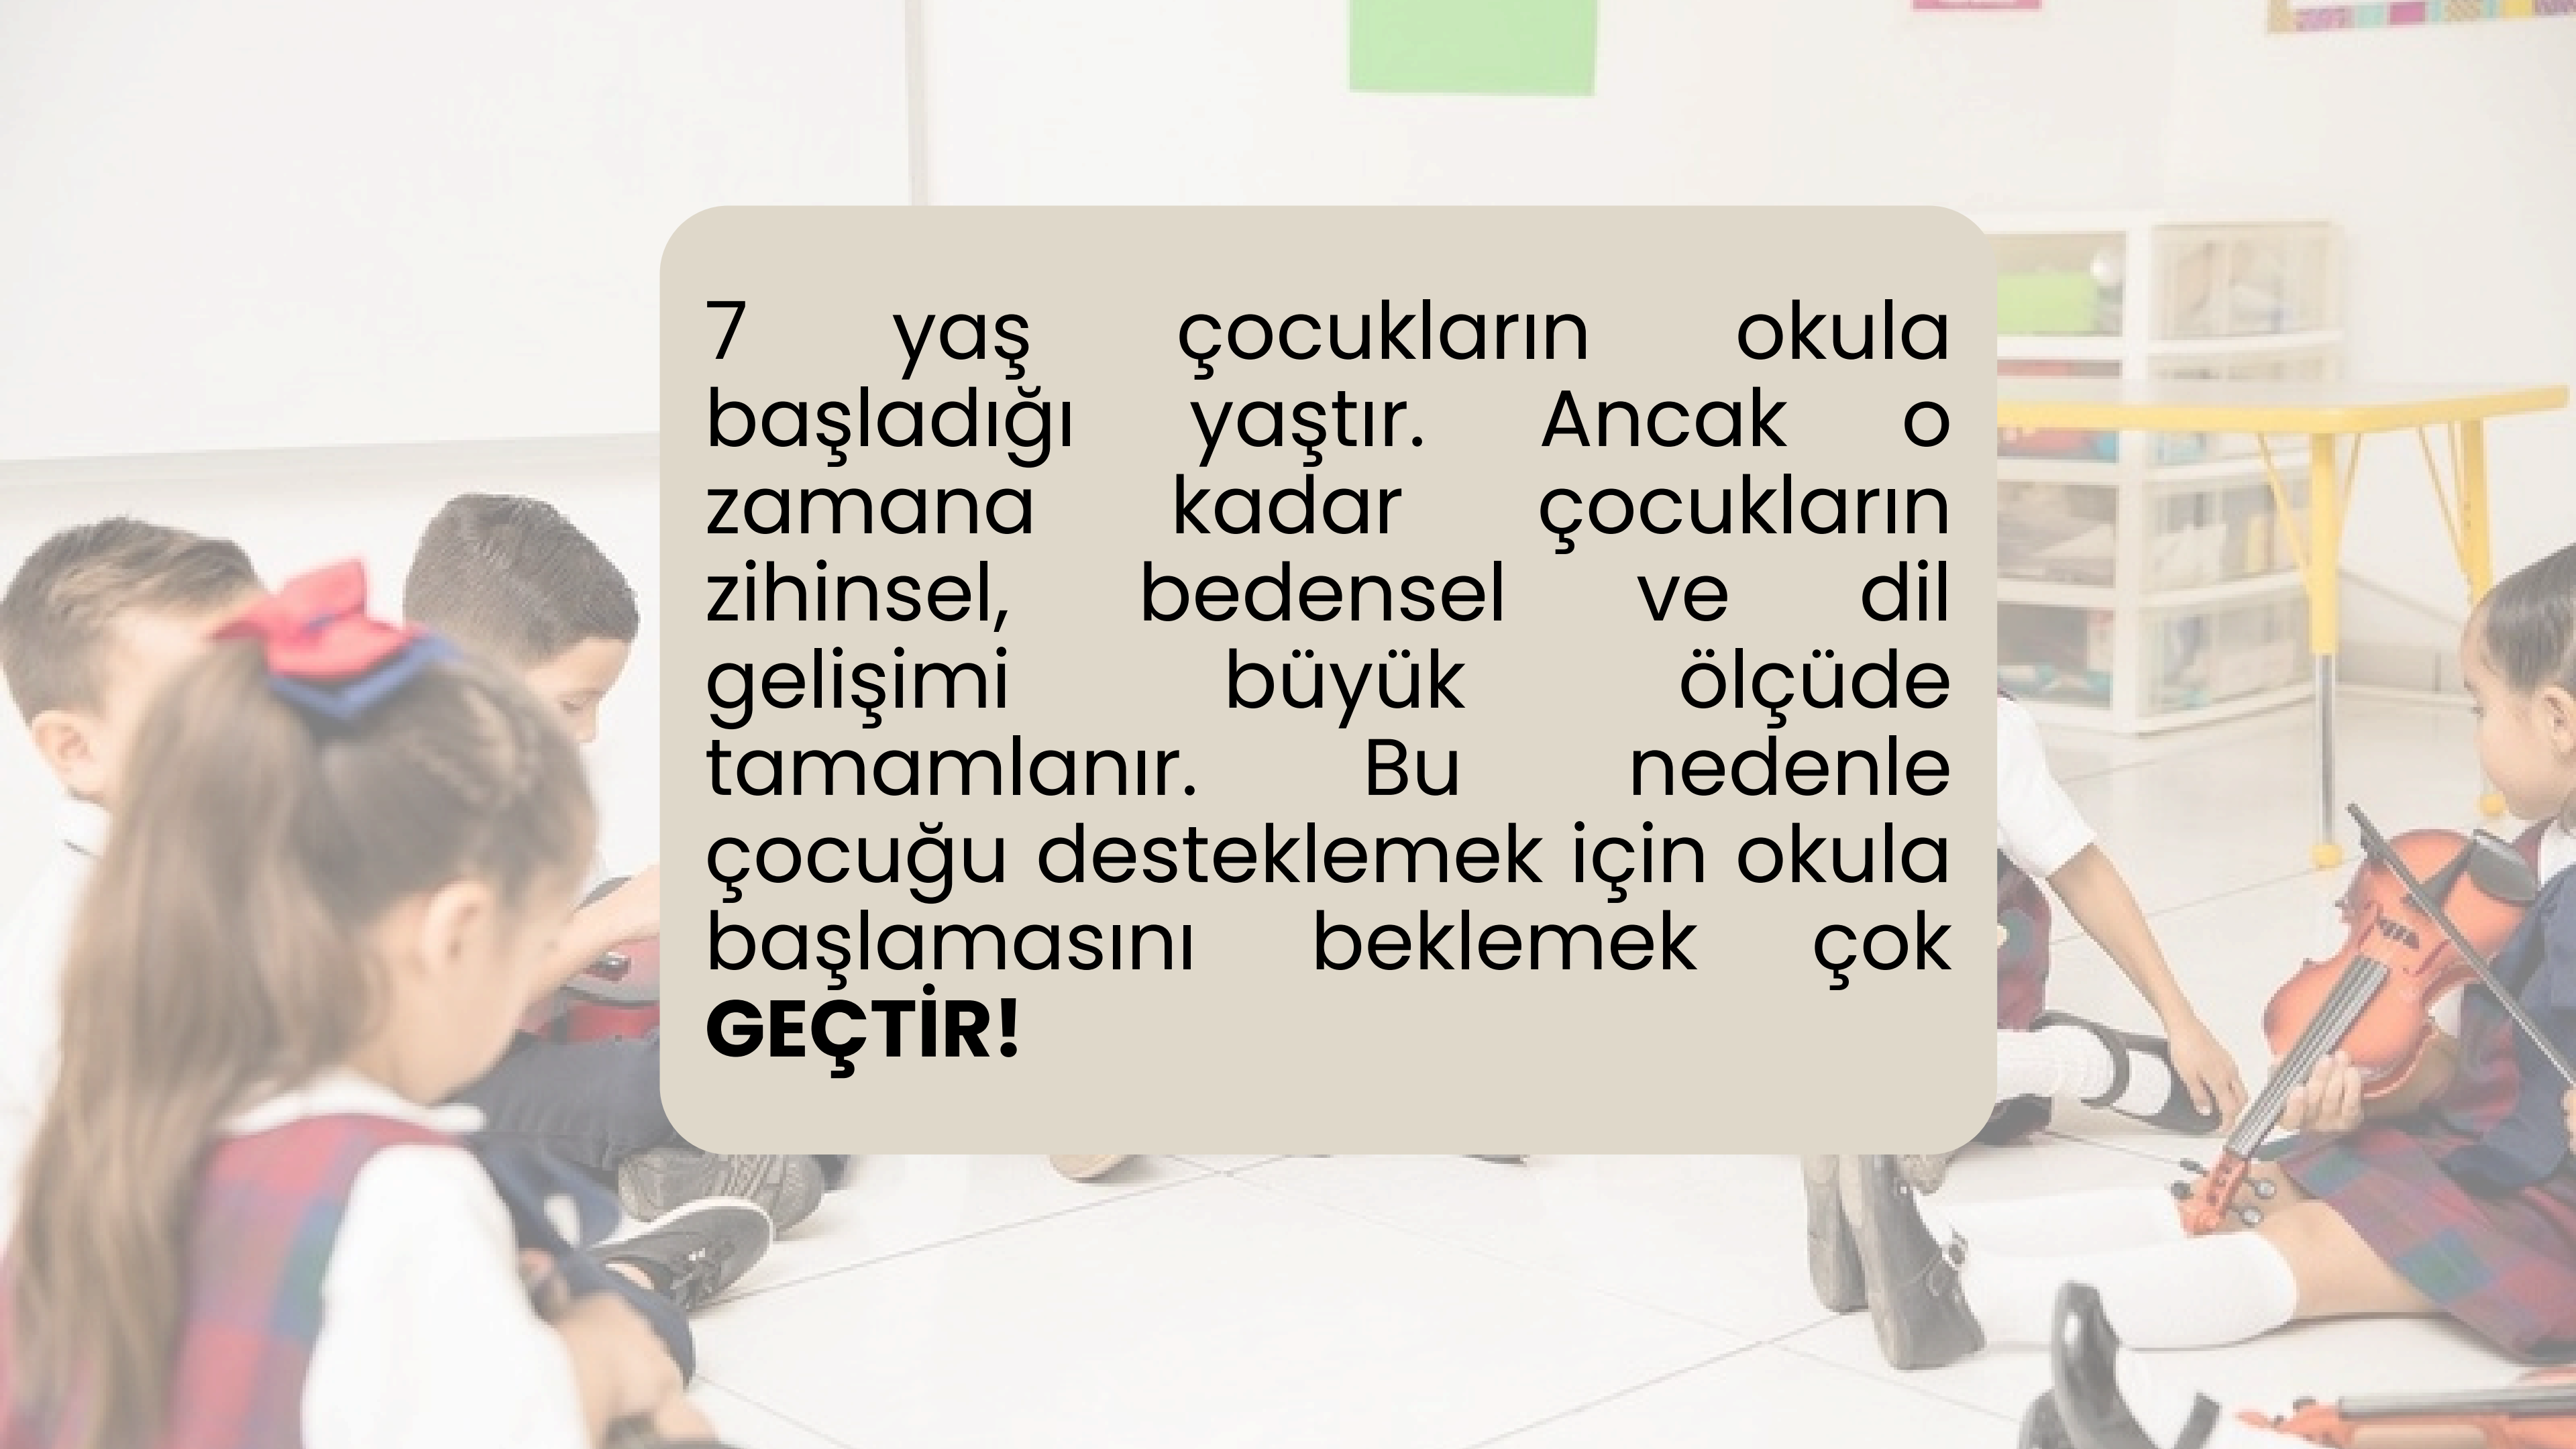 7 yaş çocukların okula
başladığı yaştır. Ancak o
zamana kadar çocukların
zihinsel, bedensel ve dil
gelişimi büyük ölçüde
tamamlanır. Bu nedenle
çocuğu desteklemek için okula
başlamasını beklemek çok
GEÇTİR!